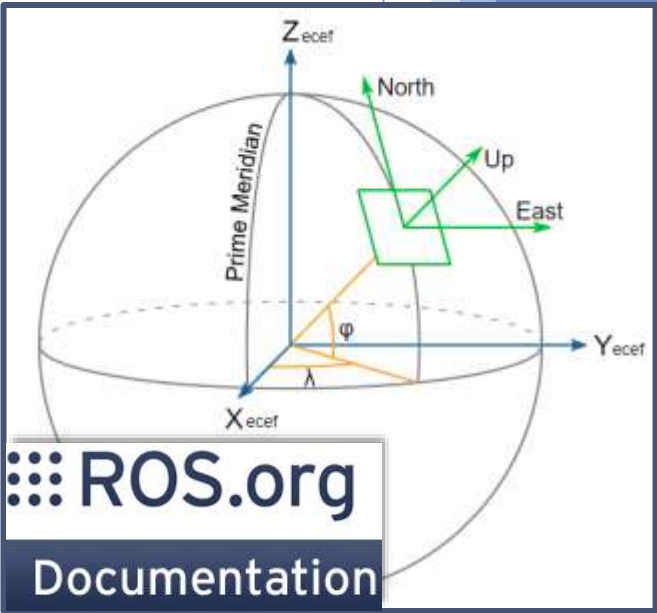 Zecef
North
Up
Prime Meridian
East
φ
Yecef
λ
Xecef
ROS.org
Documentation